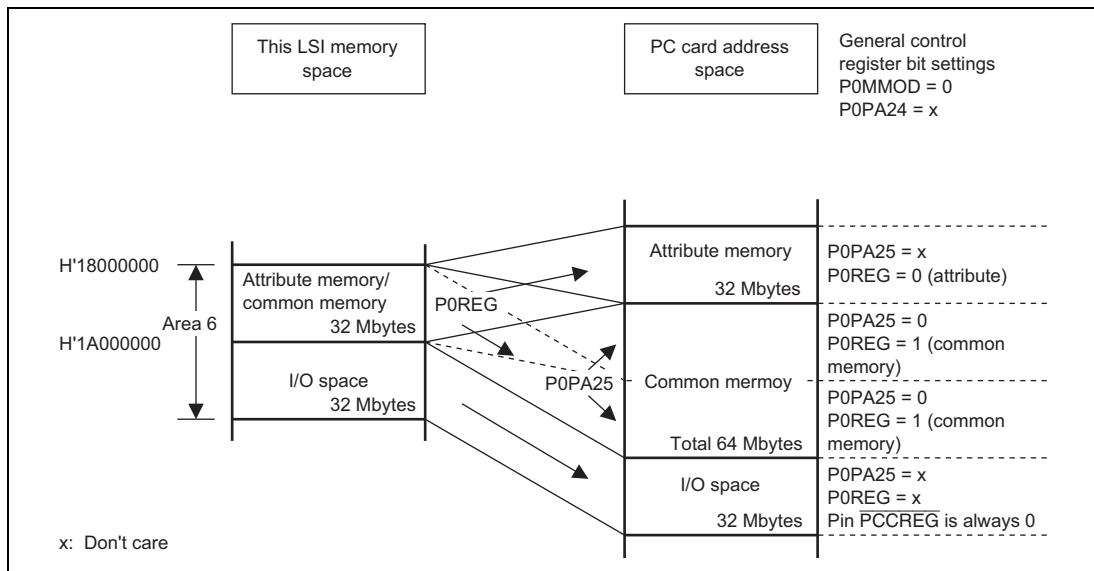 This LSI memory
space
PC card address
space
General control
register bit settings
P0MMOD = 0
P0PA24 = x
H'18000000
Area 6
H'1A000000
Attribute memory/
common memory
32 Mbytes
I/O space
32 Mbytes
P0REG
P0PA25
Attribute memory
32 Mbytes
Common mermoy
Total 64 Mbytes
I/O space
32 Mbytes
P0PA25 = x
P0REG = 0 (attribute)
P0PA25 = 0
P0REG = 1 (common
memory)
P0PA25 = 0
P0REG = 1 (common
memory)
P0PA25 = x
P0REG = x
Pin PCCREG is always 0
x: Don't care